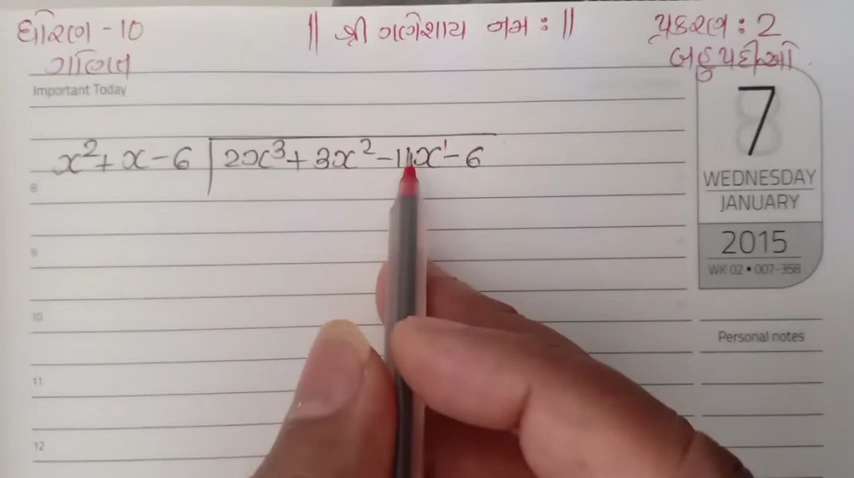 ધોરણ - 10
ગણિત
|| શ્રી ગણેશાય નમઃ ||
પ્રકરણ : 2
બહુપદીઓ
Important Today
x² + x - 6 | 2x³ + 3x² - 11x¹ - 6
8
9
10
11
12
7
WEDNESDAY
JANUARY
2015
WK 02 • 007-358
Personal notes